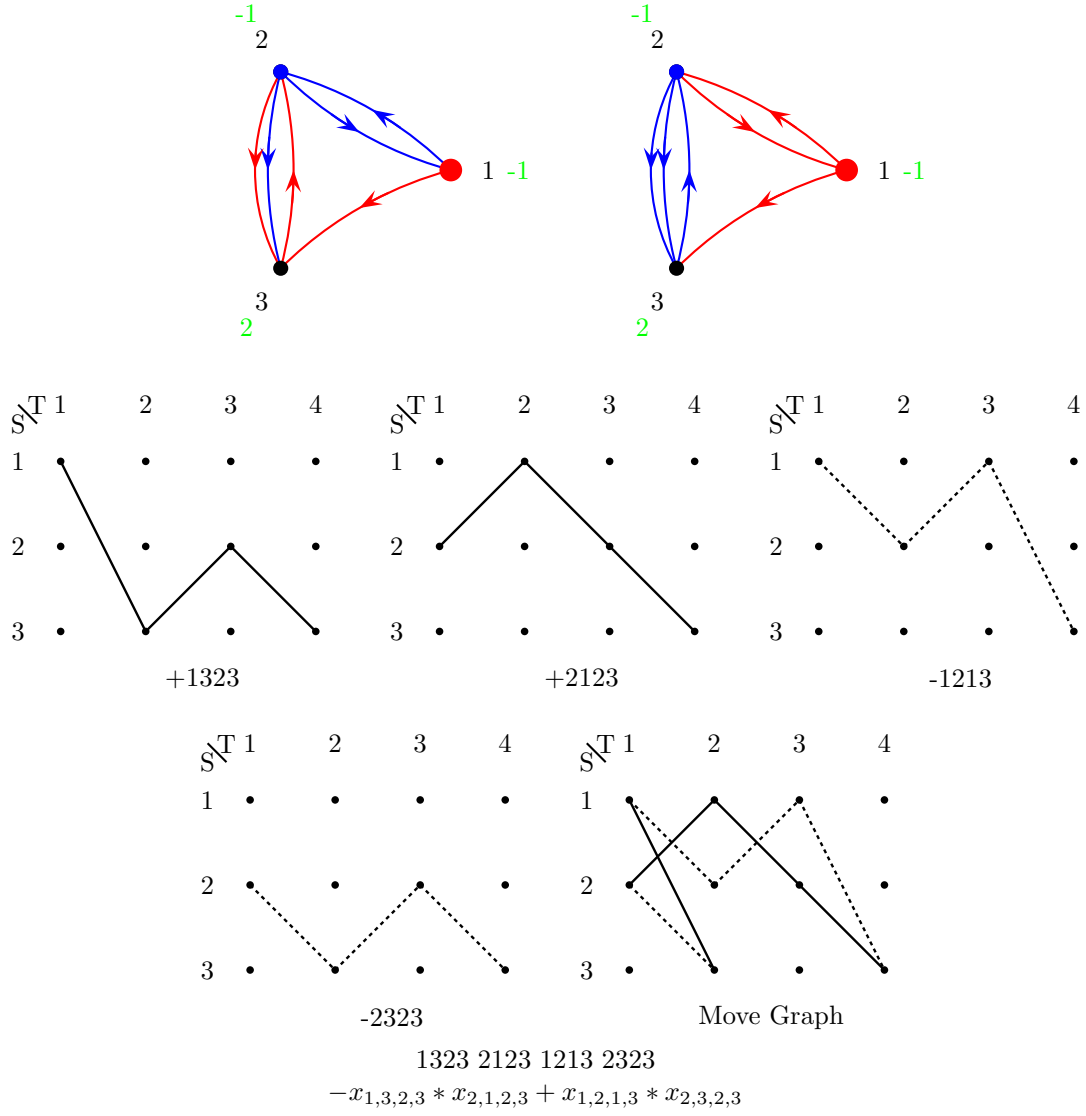 -1 -1
2 2
1 -1 1 -1
3 3
2 2
S\T 1 2 3 4 S\T 1 2 3 4 S\T 1 2 3 4
1 1 1
2 2 2
3 3 3
+1323 +2123 -1213
S\T 1 2 3 4 S\T 1 2 3 4
1 1
2 2
3 3
-2323 Move Graph
1323 2123 1213 2323
$-x_{1,3,2,3} * x_{2,1,2,3} + x_{1,2,1,3} * x_{2,3,2,3}$